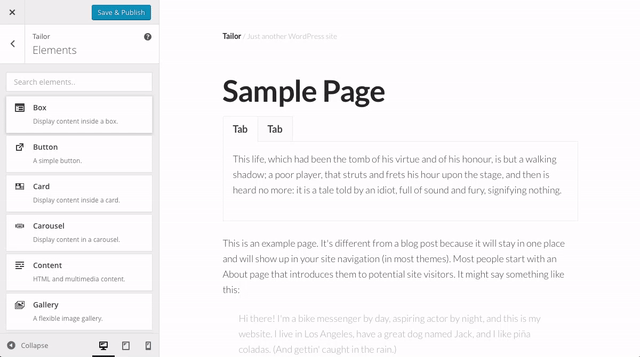 Save & Publish
Tailor
Elements
Search elements..
Box
Display content inside a box.
Button
A simple button.
Card
Display content inside a card.
Carousel
Display content in a carousel.
Content
HTML and multimedia content.
Gallery
A flexible image gallery.
Collapse
Tailor / Just another WordPress site
Sample Page
Tab Tab
This life, which had been the tomb of his virtue and of his honour, is but a walking
shadow; a poor player, that struts and frets his hour upon the stage, and then is
heard no more: it is a tale told by an idiot, full of sound and fury, signifying nothing.
This is an example page. It's different from a blog post because it will stay in one place
and will show up in your site navigation (in most themes). Most people start with an
About page that introduces them to potential site visitors. It might say something like
this:
Hi there! I'm a bike messenger by day, aspiring actor by night, and this is my
website. I live in Los Angeles, have a great dog named Jack, and I like piña
coladas. (And gettin' caught in the rain.)